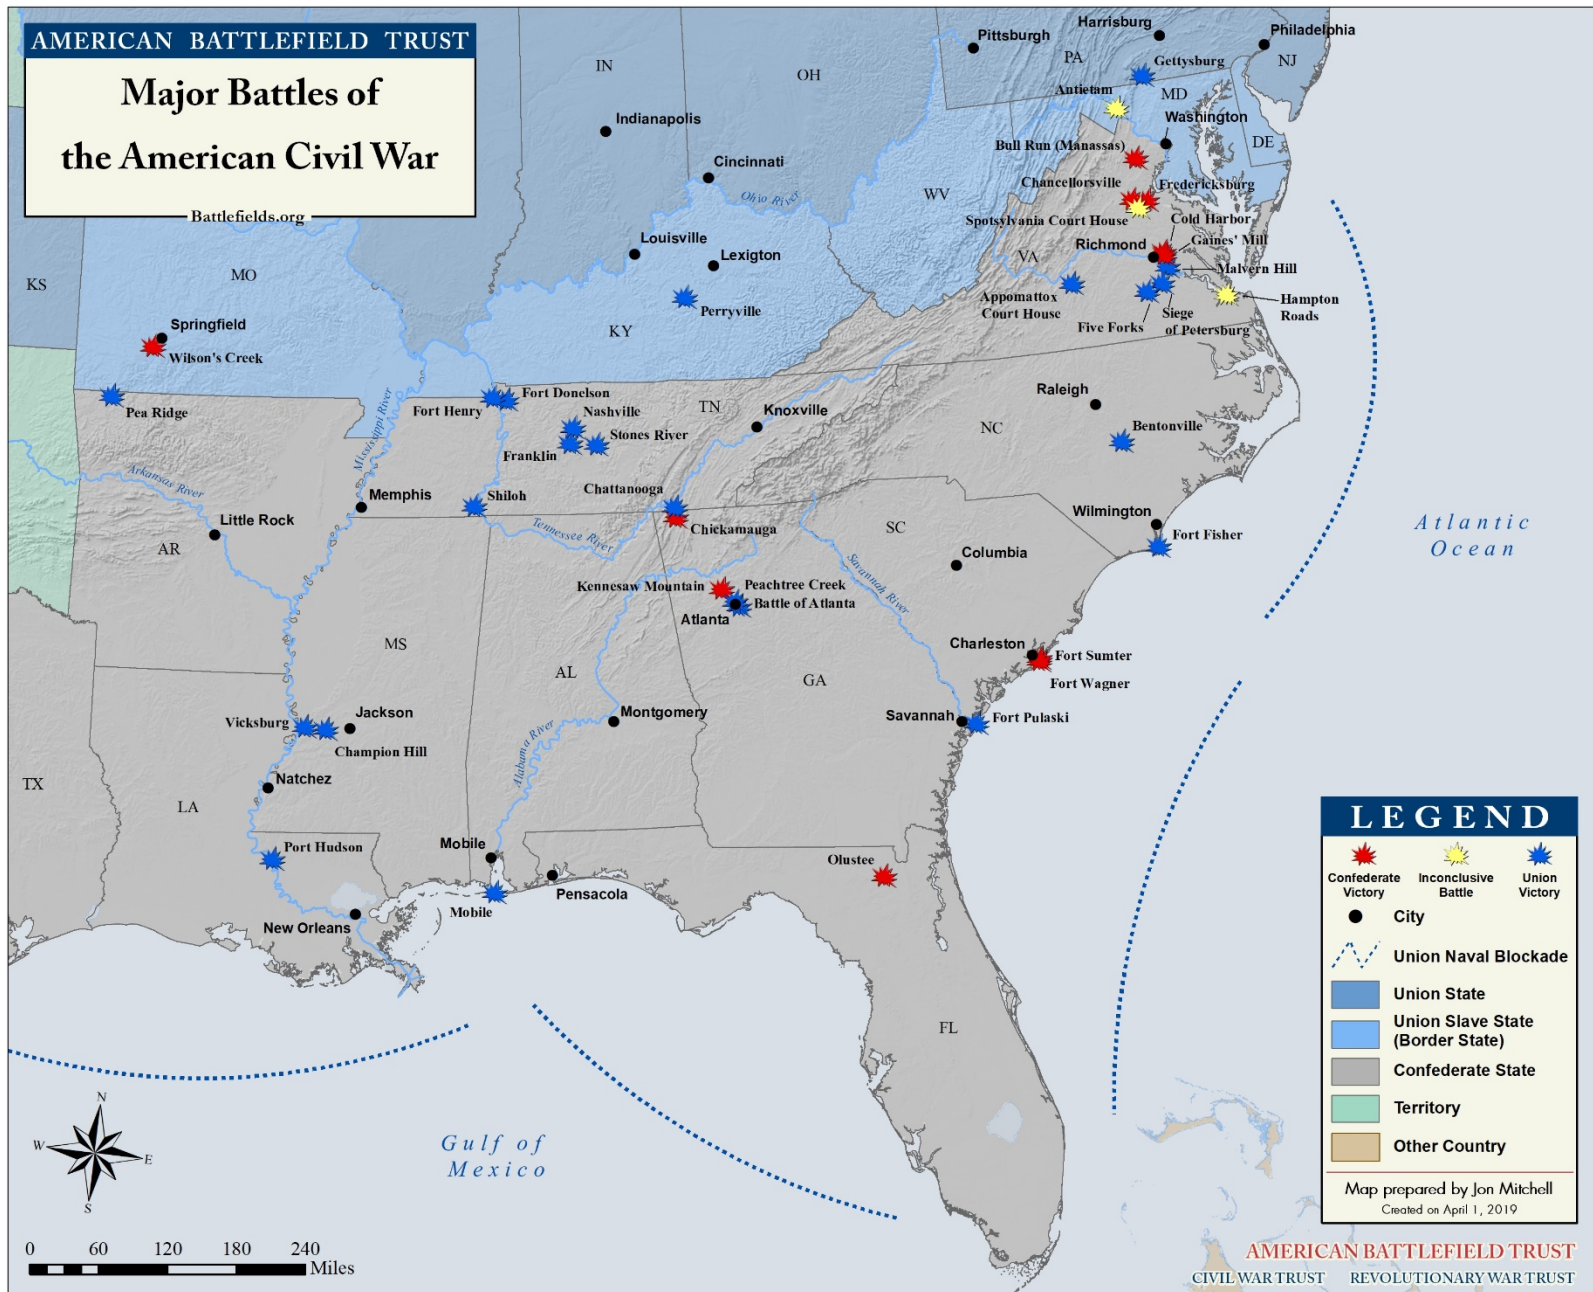 AMERICAN BATTLEFIELD TRUST
Major Battles of
the American Civil War
Battlefields.org
Pittsburgh
Harrisburg
Philadelphia
PA
NJ
Gettysburg
Antietam
MD
Washington
DE
IN
OH
Indianapolis
Cincinnati
Ohio River
WV
Bull Run (Manassas)
Chancellorsville
Fredericksburg
Spotsylvania Court House
Cold Harbor
Richmond
Gaines' Mill
VA
Malvern Hill
Appomattox
Court House
Five Forks
Siege
of Petersburg
Hampton
Roads
Louisville
Lexigton
Perryville
KY
KS
MO
Springfield
Wilson's Creek
Pea Ridge
Mississippi River
Fort Henry
Fort Donelson
Nashville
Stones River
Franklin
TN
Knoxville
Raleigh
NC
Bentonville
Arkansas River
Memphis
Shiloh
Chattanooga
Chickamauga
Tennessee River
Little Rock
AR
SC
Wilmington
Fort Fisher
Columbia
Savannah River
Atlantic
Ocean
Kennesaw Mountain
Peachtree Creek
Battle of Atlanta
Atlanta
MS
AL
GA
Charleston
Fort Sumter
Fort Wagner
Vicksburg
Jackson
Champion Hill
Montgomery
Alabama River
Savannah
Fort Pulaski
Natchez
TX
LA
Port Hudson
Mobile
Olustee
Mobile
Pensacola
New Orleans
FL
Gulf of
Mexico
N
W
E
S
0 60 120 180 240
Miles
LEGEND
Confederate
Victory
Inconclusive
Battle
Union
Victory
City
Union Naval Blockade
Union State
Union Slave State
(Border State)
Confederate State
Territory
Other Country
Map prepared by Jon Mitchell
Created on April 1, 2019
AMERICAN BATTLEFIELD TRUST
CIVIL WAR TRUST REVOLUTIONARY WAR TRUST